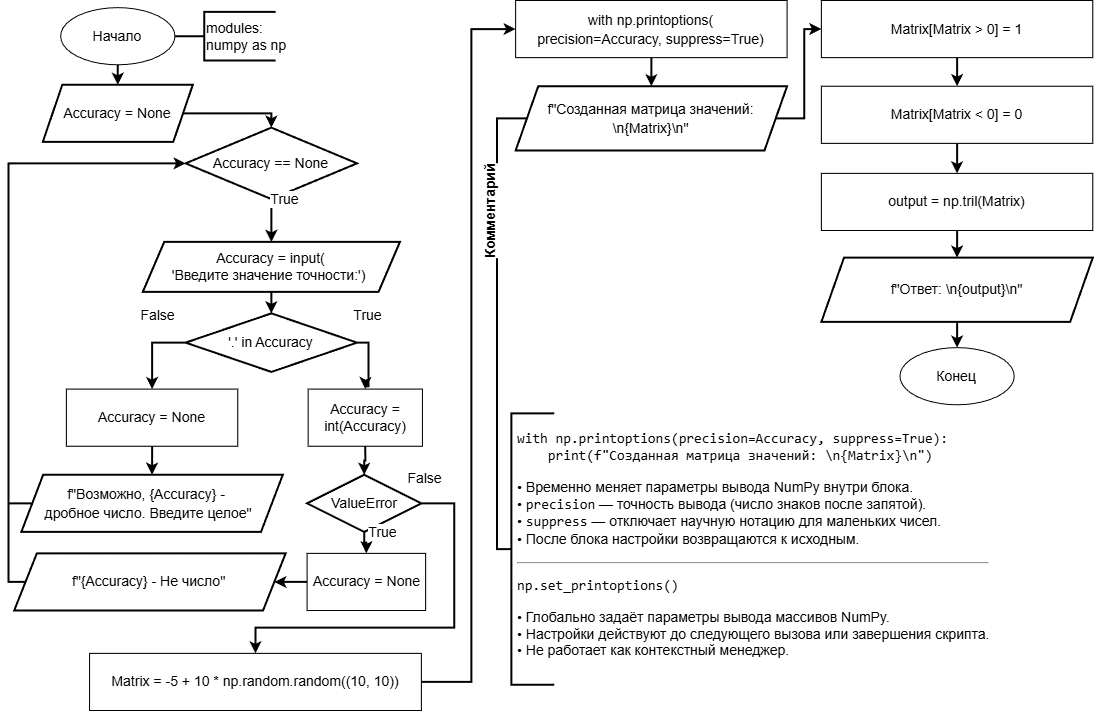 Начало
modules:
numpy as np
Accuracy = None
Accuracy == None
True
Accuracy = input(
'Введите значение точности:')
False
True
'.' in Accuracy
Accuracy = None
Accuracy =
int(Accuracy)
f"Возможно, {Accuracy} -
дробное число. Введите целое"
False
ValueError
True
f"{Accuracy} - Не число"
Accuracy = None
Matrix = -5 + 10 * np.random.random((10, 10))
with np.printoptions(
precision=Accuracy, suppress=True)
f"Созданная матрица значений:
\n{Matrix}\n"
Комментарий
with np.printoptions(precision=Accuracy, suppress=True):
print(f"Созданная матрица значений: \n{Matrix}\n")
• Временно меняет параметры вывода NumPy внутри блока.
• precision — точность вывода (число знаков после запятой).
• suppress — отключает научную нотацию для маленьких чисел.
• После блока настройки возвращаются к исходным.
np.set_printoptions()
• Глобально задаёт параметры вывода массивов NumPy.
• Настройки действуют до следующего вызова или завершения скрипта.
• Не работает как контекстный менеджер.
Matrix[Matrix > 0] = 1
Matrix[Matrix < 0] = 0
output = np.tril(Matrix)
f"Ответ: \n{output}\n"
Конец